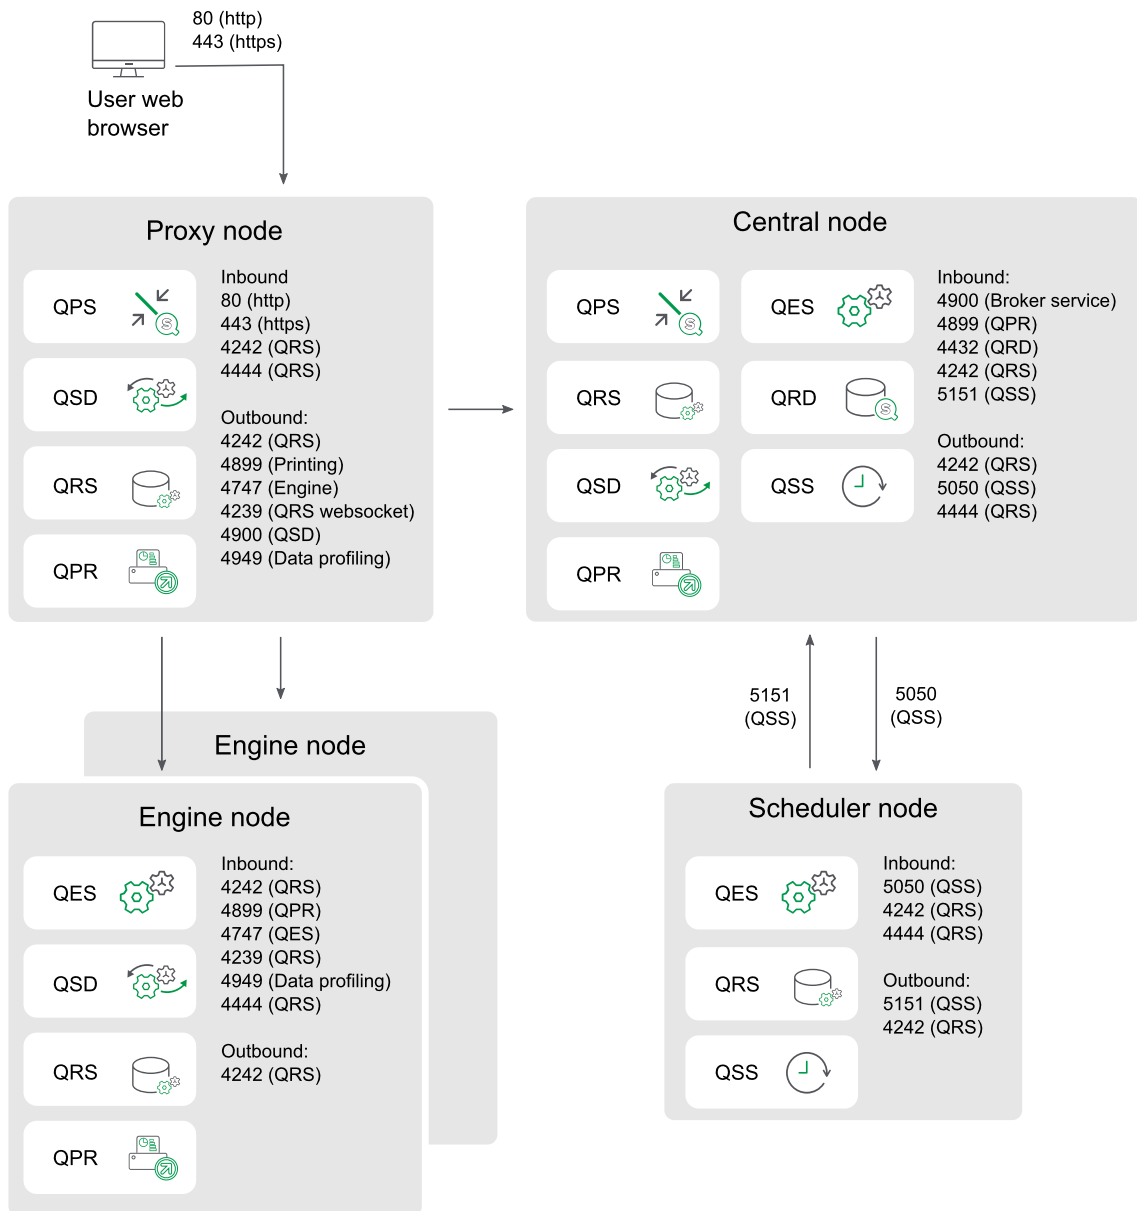 80 (http)
443 (https)
User web
browser
Proxy node
QPS
QSD
QRS
QPR
Inbound
80 (http)
443 (https)
4242 (QRS)
4444 (QRS)
Outbound:
4242 (QRS)
4899 (Printing)
4747 (Engine)
4239 (QRS websocket)
4900 (QSD)
4949 (Data profiling)
Central node
QPS
QES
QRS
QRD
QSD
QSS
QPR
Inbound:
4900 (Broker service)
4899 (QPR)
4432 (QRD)
4242 (QRS)
5151 (QSS)
Outbound:
4242 (QRS)
5050 (QSS)
4444 (QRS)
5151
(QSS)
5050
(QSS)
Engine node
Engine node
QES
QSD
QRS
QPR
Inbound:
4242 (QRS)
4899 (QPR)
4747 (QES)
4239 (QRS)
4949 (Data profiling)
4444 (QRS)
Outbound:
4242 (QRS)
Scheduler node
QES
QRS
QSS
Inbound:
5050 (QSS)
4242 (QRS)
4444 (QRS)
Outbound:
5151 (QSS)
4242 (QRS)